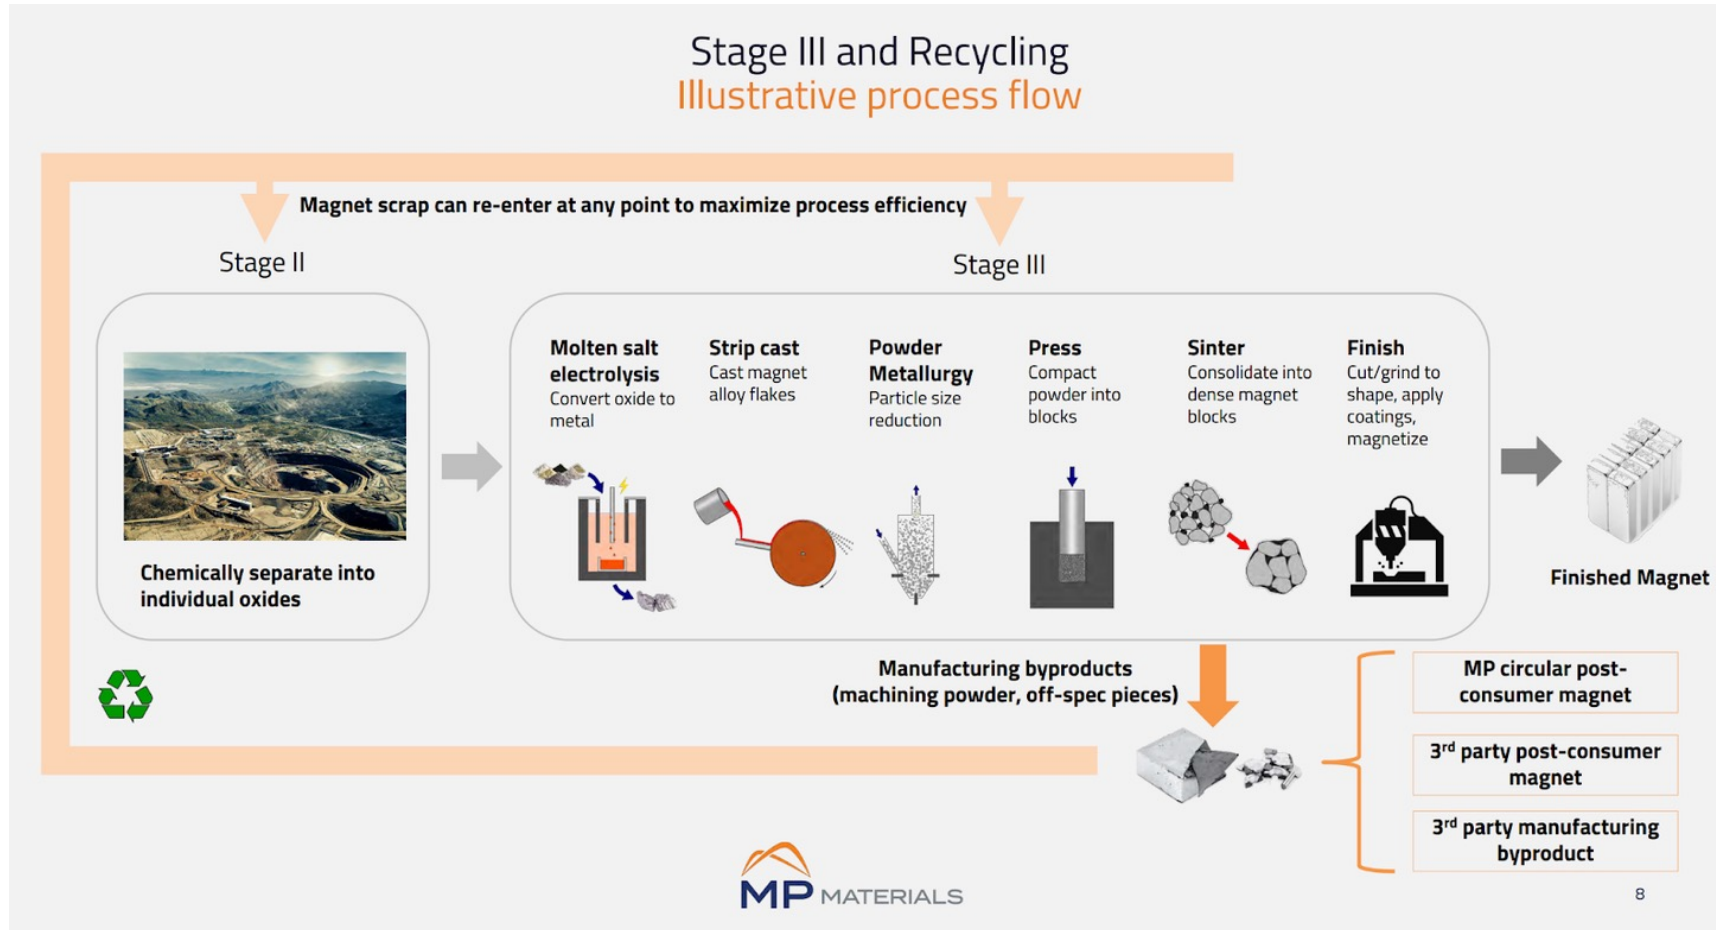 Stage III and Recycling
Illustrative process flow
Magnet scrap can re-enter at any point to maximize process efficiency
Stage II
Stage III
Chemically separate into
individual oxides
Molten salt
electrolysis
Convert oxide to
metal
Strip cast
Cast magnet
alloy flakes
Powder
Metallurgy
Particle size
reduction
Press
Compact
powder into
blocks
Sinter
Consolidate into
dense magnet
blocks
Finish
Cut/grind to
shape, apply
coatings,
magnetize
Finished Magnet
Manufacturing byproducts
(machining powder, off-spec pieces)
MP circular post-
consumer magnet
3rd party post-consumer
magnet
3rd party manufacturing
byproduct
MP MATERIALS
8